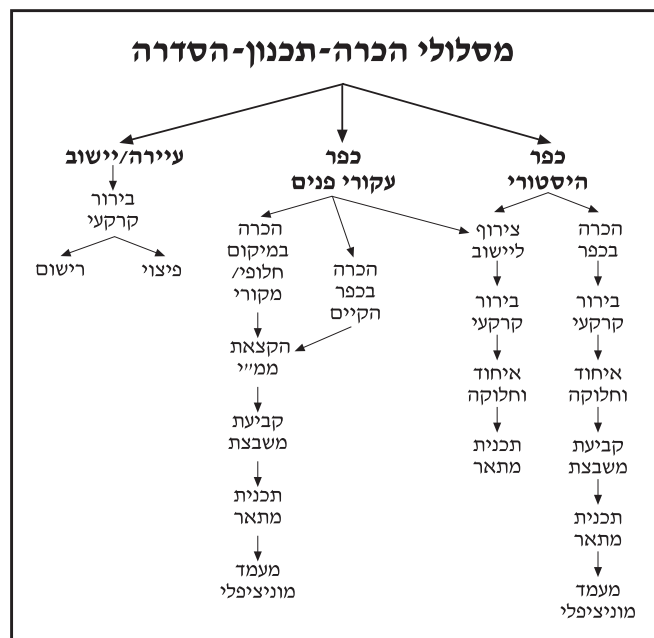 מסלולי הכרה-תכנון-הסדרה
כפר
היסטורי
הכרה
בכפר
בירור
קרקעי
איחוד
וחלוקה
קביעת
משבצת
תכנית
מתאר
מעמד
מוניציפלי
צירוף
ליישוב
בירור
קרקעי
איחוד
וחלוקה
תכנית
מתאר
כפר
עקורי פנים
הכרה
בכפר
הקיים
הכרה
במיקום
חלופי/
מקורי
הקצאת
ממ״י
קביעת
משבצת
תכנית
מתאר
מעמד
מוניציפלי
עיירה/יישוב
בירור
קרקעי
פיצוי
רישום